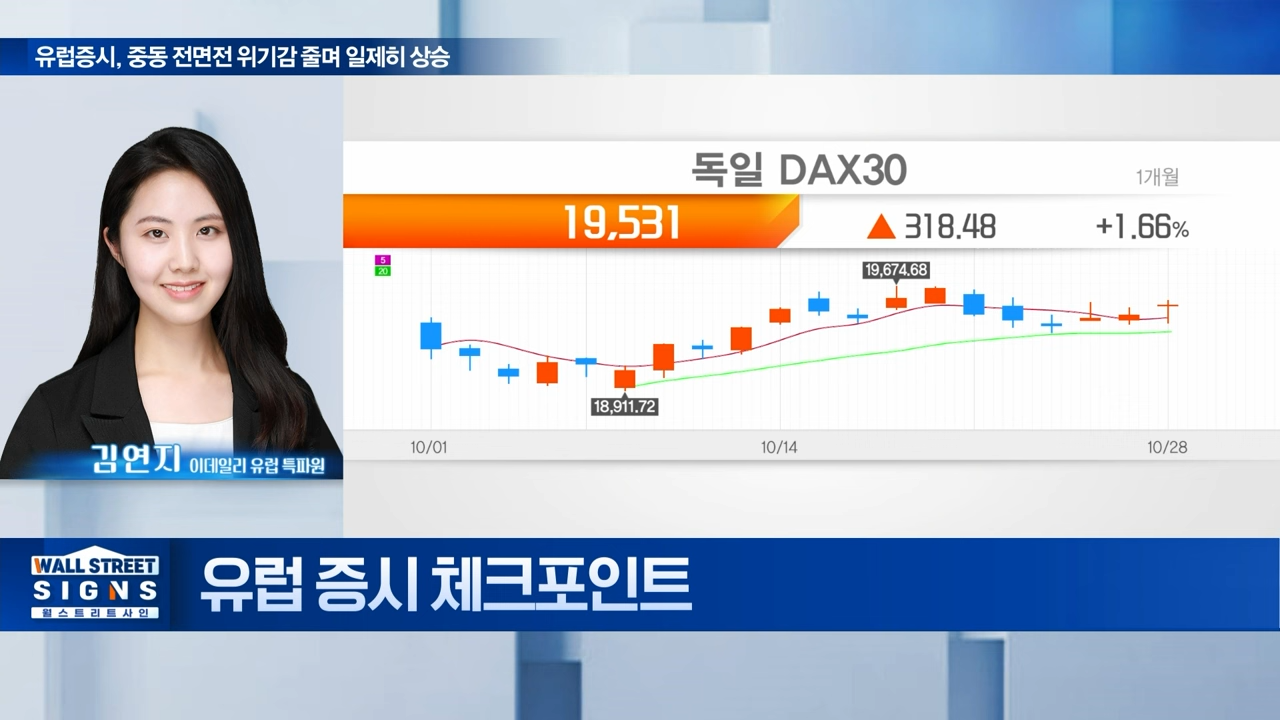 유럽증시, 중동 전면전 위기감 줄며 일제히 상승
독일 DAX30
1개월
19,531
▲ 318.48
+1.66%
5
20
19,674.68
18,911.72
10/01
10/14
10/28
김연지 이데일리 유럽 특파원
WALL STREET
SIGNS
월스트리트사인
유럽 증시 체크포인트